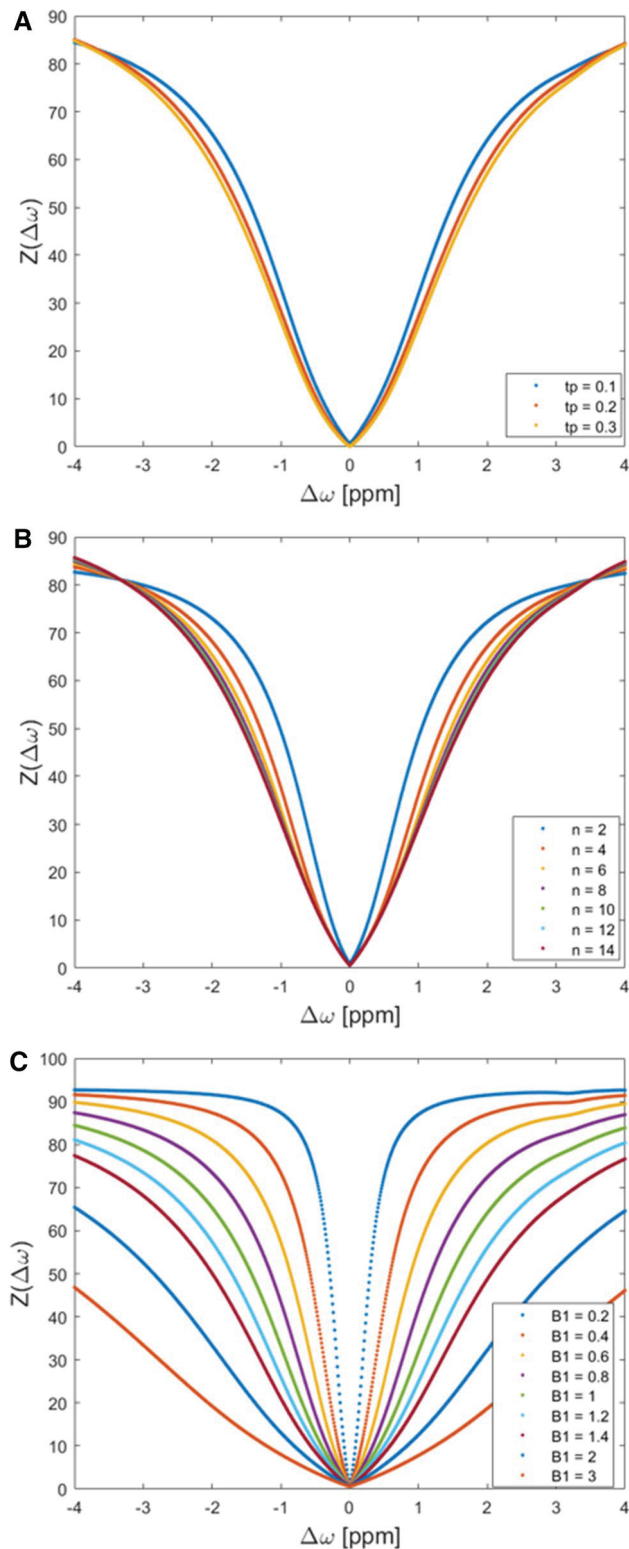 A
90
80
70
60
50
40
30
20
10
0
Z(Δω)
-4 -3 -2 -1 0 1 2 3 4
Δω [ppm]
tp = 0.1
tp = 0.2
tp = 0.3
B
90
80
70
60
50
40
30
20
10
0
Z(Δω)
-4 -3 -2 -1 0 1 2 3 4
Δω [ppm]
n = 2
n = 4
n = 6
n = 8
n = 10
n = 12
n = 14
C
100
90
80
70
60
50
40
30
20
10
0
Z(Δω)
-4 -3 -2 -1 0 1 2 3 4
Δω [ppm]
B1 = 0.2
B1 = 0.4
B1 = 0.6
B1 = 0.8
B1 = 1
B1 = 1.2
B1 = 1.4
B1 = 2
B1 = 3